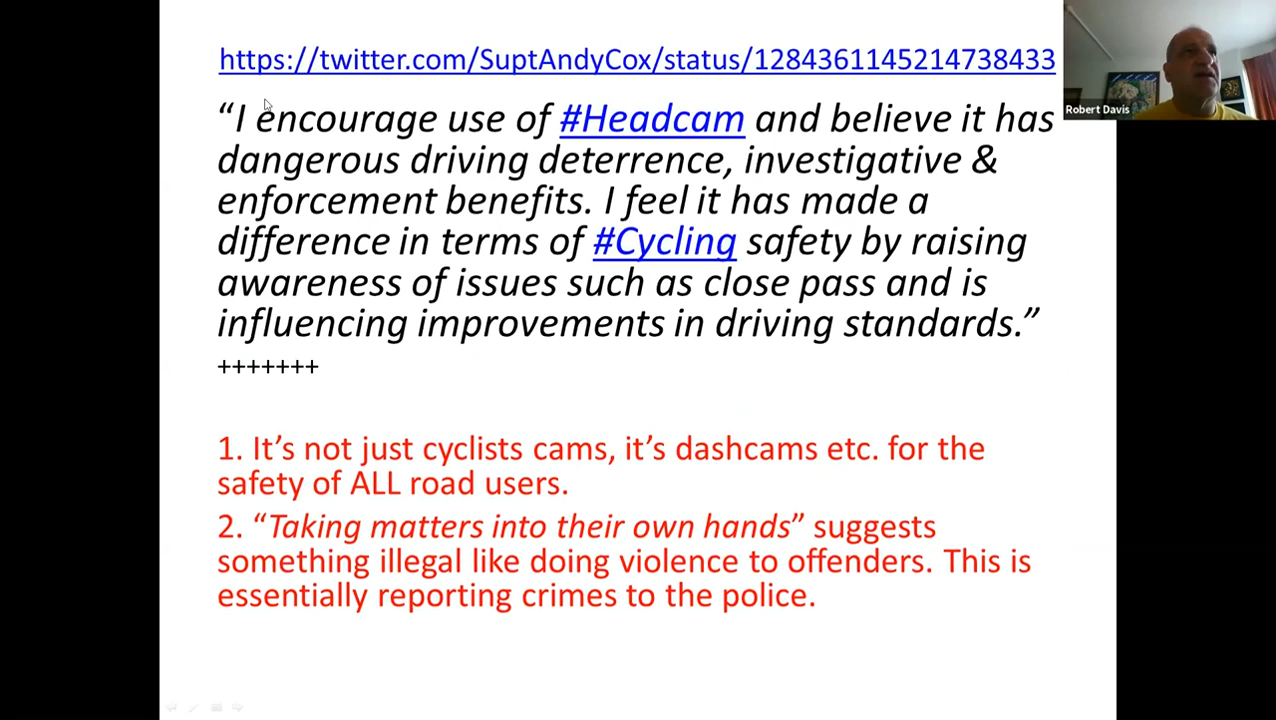 https://twitter.com/SuptAndyCox/status/1284361145214738433
Robert Davis
“I encourage use of #Headcam and believe it has
dangerous driving deterrence, investigative &
enforcement benefits. I feel it has made a
difference in terms of #Cycling safety by raising
awareness of issues such as close pass and is
influencing improvements in driving standards.”
+++++++
1. It’s not just cyclists cams, it’s dashcams etc. for the
safety of ALL road users.
2. “Taking matters into their own hands” suggests
something illegal like doing violence to offenders. This is
essentially reporting crimes to the police.